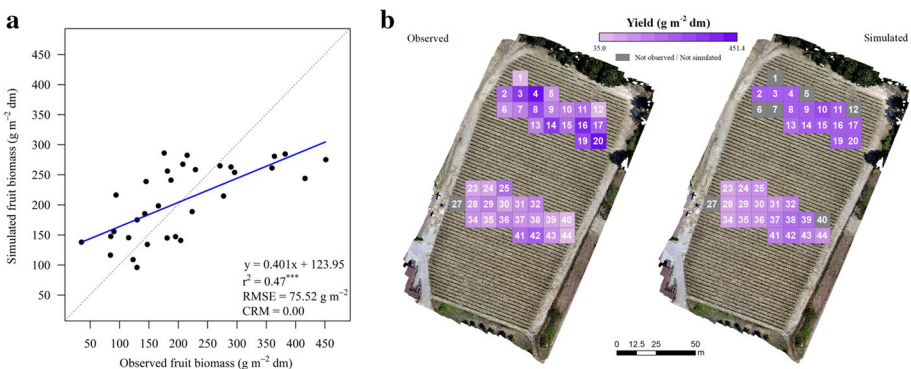 a
450
400
350
300
250
200
150
100
50
Simulated fruit biomass (g m⁻² dm)
y = 0.401x + 123.95
r² = 0.47***
RMSE = 75.52 g m⁻²
CRM = 0.00
50 100 150 200 250 300 350 400 450
Observed fruit biomass (g m⁻² dm)
b
Yield (g m⁻² dm)
35.0 451.4
Not observed / Not simulated
Observed
1
2 3 4 5
6 7 8 9 10 11 12
13 14 15 16 17
19 20
23 24 25
27 28 29 30 31 32
34 35 36 37 38 39 40
41 42 43 44
Simulated
1
2 3 4 5
6 7 8 9 10 11 12
13 14 15 16 17
19 20
23 24 25
27 28 29 30 31 32
34 35 36 37 38 39 40
41 42 43 44
0 12.5 25 50
m